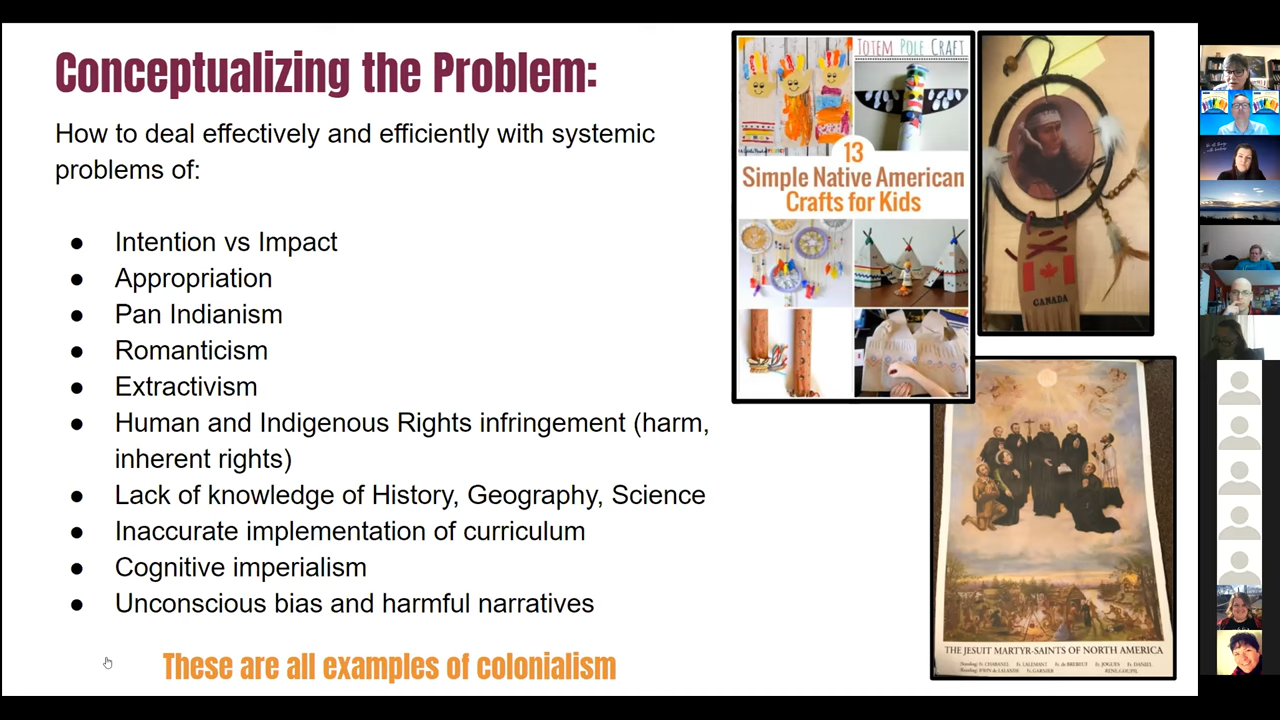 Conceptualizing the Problem:
How to deal effectively and efficiently with systemic
problems of:
● Intention vs Impact
● Appropriation
● Pan Indianism
● Romanticism
● Extractivism
● Human and Indigenous Rights infringement (harm,
inherent rights)
● Lack of knowledge of History, Geography, Science
● Inaccurate implementation of curriculum
● Cognitive imperialism
● Unconscious bias and harmful narratives
These are all examples of colonialism
TOTEM POLE CRAFT
13
Simple Native American
Crafts for Kids
CANADA
THE JESUIT MARTYR-SAINTS OF NORTH AMERICA